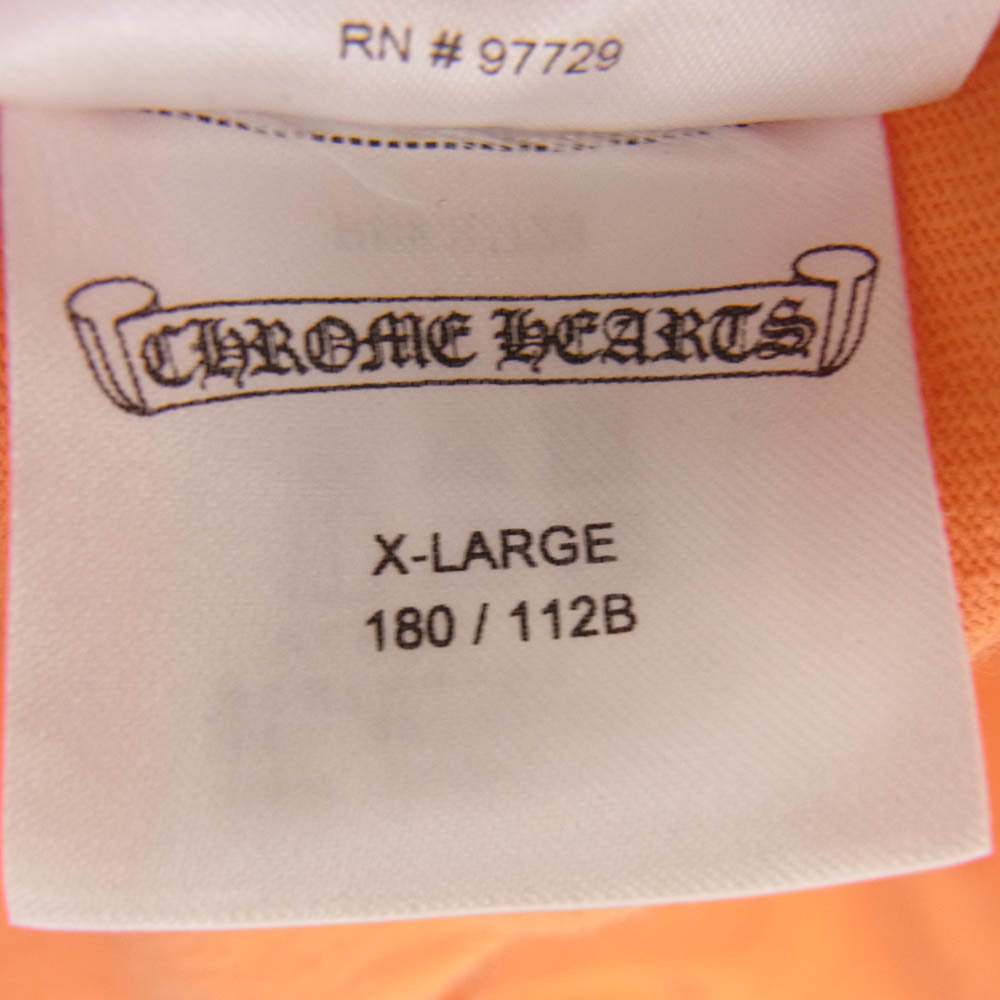 RN # 97729
CHROME HEARTS
X-LARGE
180 / 112B